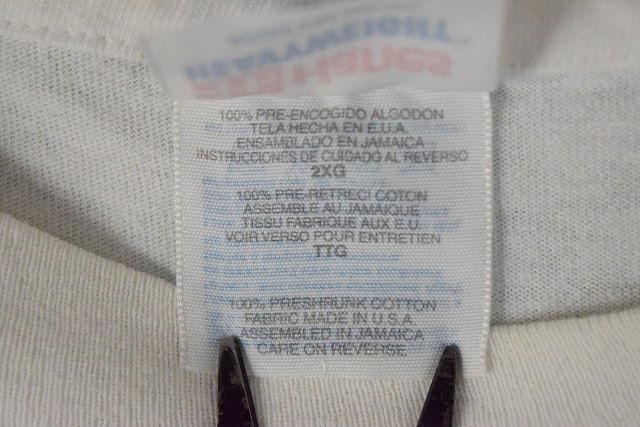 HEAVYWEIGHT
Hanes
100% PRE-ENCOGIDO ALGODON
TELA HECHA EN E.U.A.
ENSAMBLADO EN JAMAICA
INSTRUCCIONES DE CUIDADO AL REVERSO
2XG
100% PRE-RETRECI COTON
ASSEMBLE AU JAMAIQUE
TISSU FABRIQUE AUX E.U.
VOIR VERSO POUR ENTRETIEN
TTG
100% PRESHRUNK COTTON
FABRIC MADE IN U.S.A.
ASSEMBLED IN JAMAICA
CARE ON REVERSE